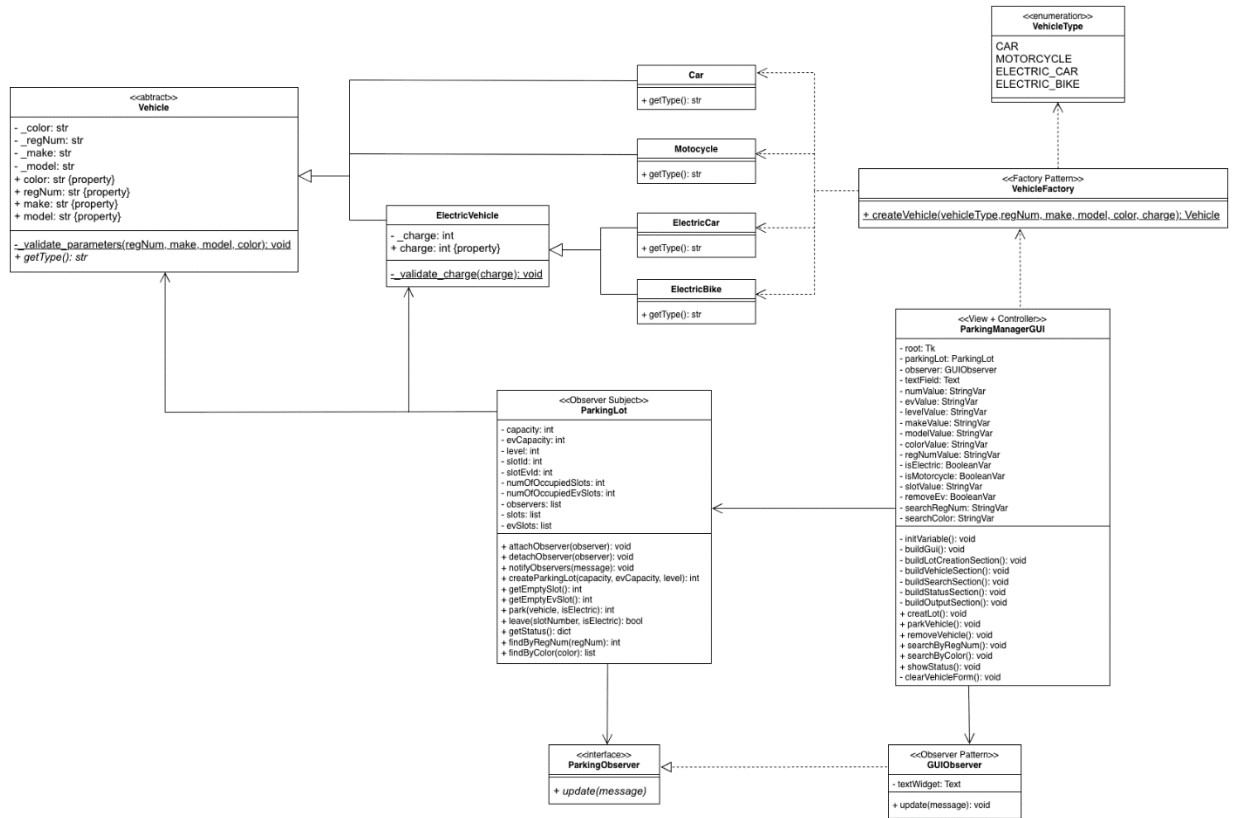 <<enumeration>>
VehicleType
CAR
MOTORCYCLE
ELECTRIC_CAR
ELECTRIC_BIKE
<<abtract>>
Vehicle
- _color: str
- _regNum: str
- _make: str
- _model: str
+ color: str {property}
+ regNum: str {property}
+ make: str {property}
+ model: str {property}
-_validate_parameters(regNum, make, model, color): void
+ getType(): str
Car
+ getType(): str
Motocycle
+ getType(): str
ElectricVehicle
- _charge: int
+ charge: int {property}
-_validate_charge(charge): void
ElectricCar
+ getType(): str
ElectricBike
+ getType(): str
<<Factory Pattern>>
VehicleFactory
+ createVehicle(vehicleType,regNum, make, model, color, charge): Vehicle
<<Observer Subject>>
ParkingLot
- capacity: int
- evCapacity: int
- level: int
- slotId: int
- slotEvId: int
- numOfOccupiedSlots: int
- numOfOccupiedEvSlots: int
- observers: list
- slots: list
- evSlots: list
+ attachObserver(observer): void
+ detachObserver(observer): void
+ notifyObservers(message): void
+ createParkingLot(capacity, evCapacity, level): int
+ getEmptySlot(): int
+ getEmptyEvSlot(): int
+ park(vehicle, isElectric): int
+ leave(slotNumber, isElectric): bool
+ getStatus(): dict
+ findByRegNum(regNum): int
+ findByColor(color): list
<<View + Controller>>
ParkingManagerGUI
- root: Tk
- parkingLot: ParkingLot
- observer: GUIObserver
- textField: Text
- numValue: StringVar
- evValue: StringVar
- levelValue: StringVar
- makeValue: StringVar
- modelValue: StringVar
- colorValue: StringVar
- regNumValue: StringVar
- isElectric: BooleanVar
- isMotorcycle: BooleanVar
- slotValue: StringVar
- removeEv: BooleanVar
- searchRegNum: StringVar
- searchColor: StringVar
- initVariable(): void
- buildGui(): void
- buildLotCreationSection(): void
- buildVehicleSection(): void
- buildSearchSection(): void
- buildStatusSection(): void
- buildOutputSection(): void
+ creatLot(): void
+ parkVehicle(): void
+ removeVehicle(): void
+ searchByRegNum(): void
+ searchByColor(): void
+ showStatus(): void
- clearVehicleForm(): void
<<interface>>
ParkingObserver
+ update(message)
<<Observer Pattern>>
GUIObserver
- textWidget: Text
+ update(message): void